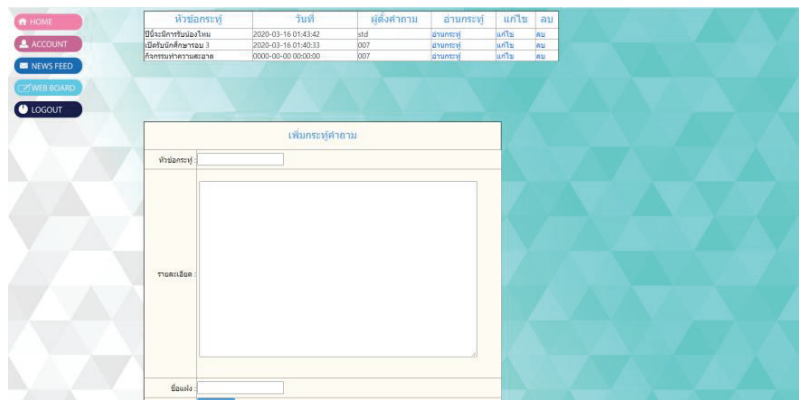 HOME
ACCOUNT
NEWS FEED
WEB BOARD
LOGOUT
หัวข้อกระทู้ วันที่ ผู้ตั้งคำถาม อ่านกระทู้ แก้ไข ลบ
ปีนี้จะมีการรับน้องไหม 2020-03-16 01:43:42 std อ่านกระทู้ แก้ไข ลบ
เปิดรับนักศึกษารอบ 3 2020-03-16 01:40:33 007 อ่านกระทู้ แก้ไข ลบ
กิจกรรมทำความสะอาด 0000-00-00 00:00:00 007 อ่านกระทู้ แก้ไข ลบ
เพิ่มกระทู้คำถาม
หัวข้อกระทู้ :
รายละเอียด :
ชื่อแฝง :